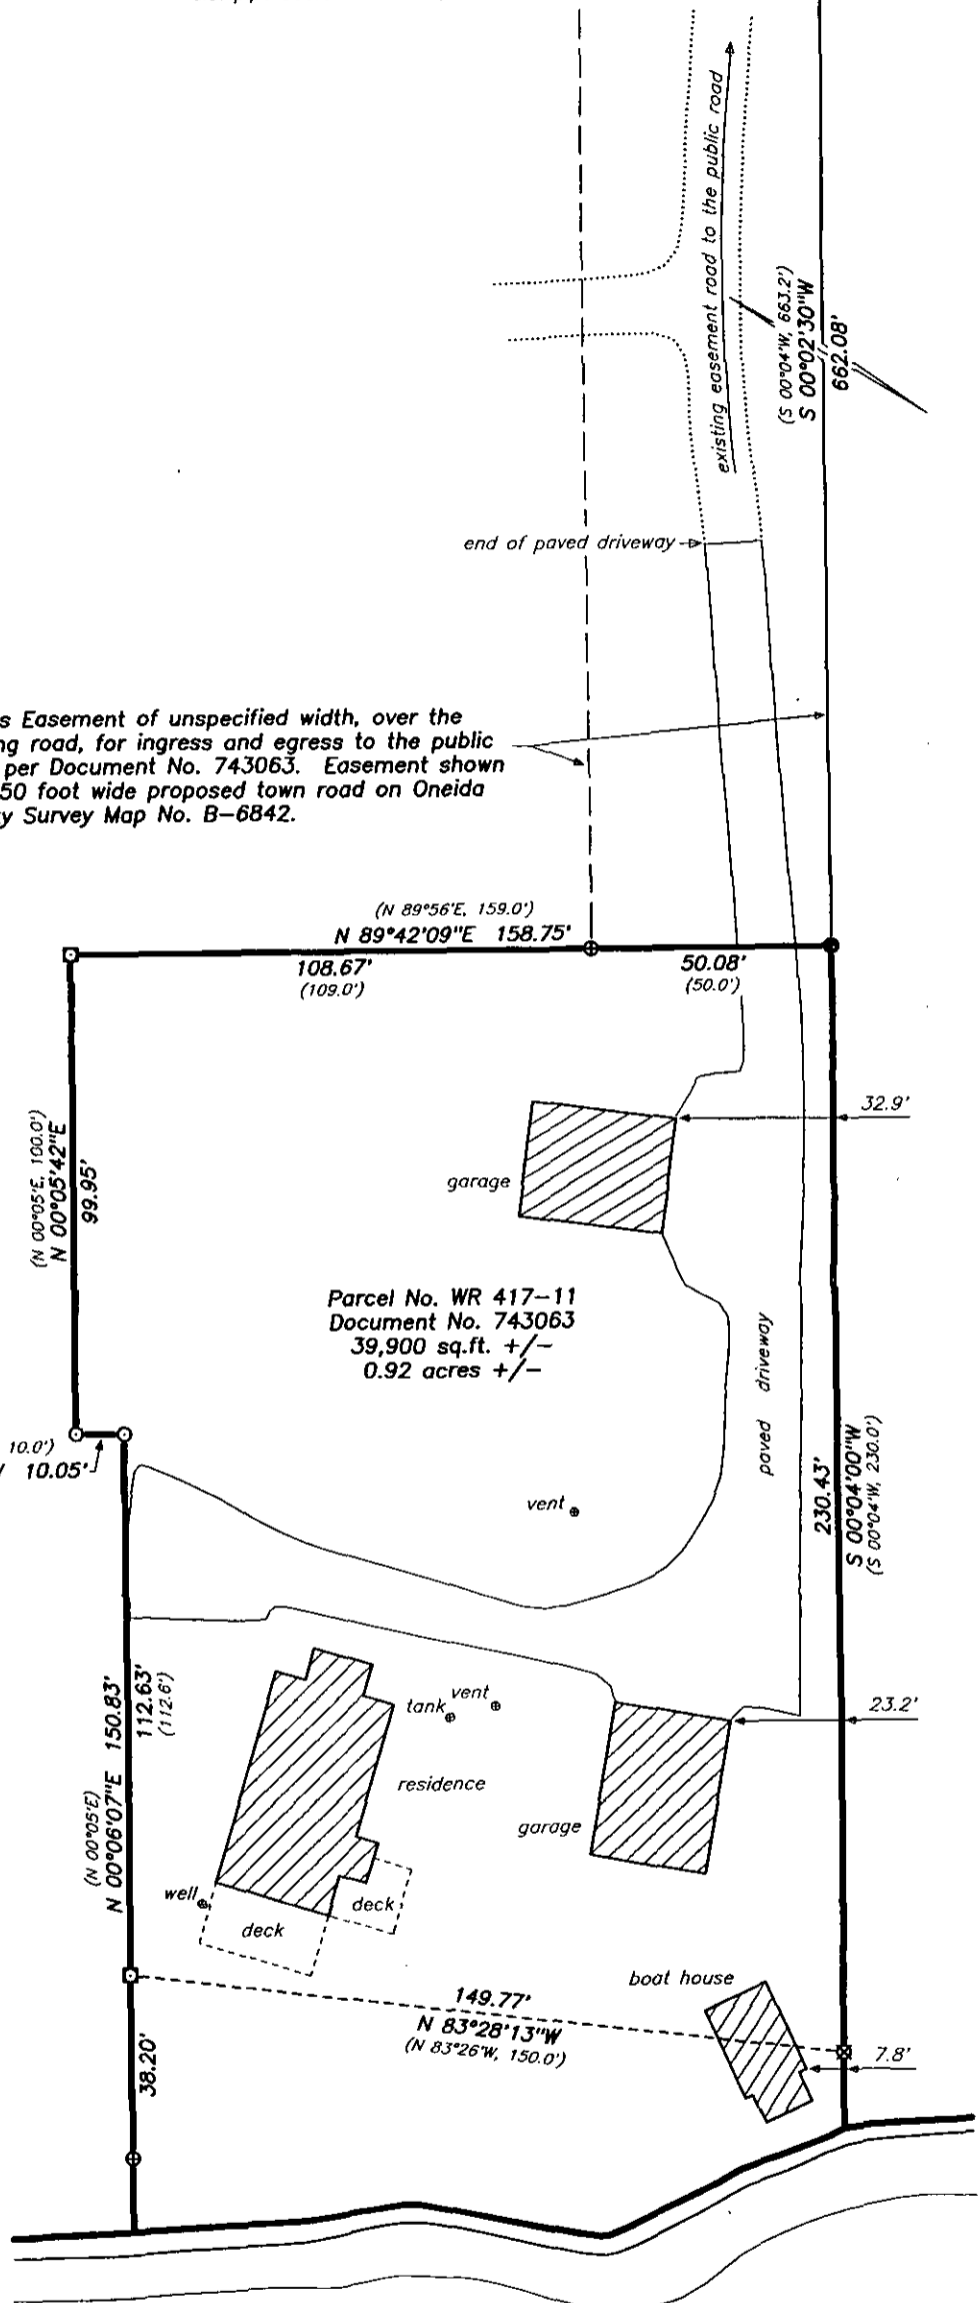 existing easement road to the public road
(S 00°04'W, 663.2')
S 00°02'30"W
662.08'
end of paved driveway
s Easement of unspecified width, over the
ng road, for ingress and egress to the public
per Document No. 743063. Easement shown
50 foot wide proposed town road on Oneida
y Survey Map No. B-6842.
(N 89°56'E, 159.0')
N 89°42'09"E 158.75'
108.67'
(109.0')
50.08'
(50.0')
32.9'
(N 00°05'E, 100.0')
N 00°05'42"E
99.95'
garage
Parcel No. WR 417-11
Document No. 743063
39,900 sq.ft. +/-
0.92 acres +/-
paved driveway
10.0')
10.05'
230.43'
S 00°04'00"W
(S 00°04'W, 230.0')
vent
(N 00°05'E)
N 00°06'07"E 150.83'
112.63'
(112.6')
tank
vent
23.2'
residence
garage
well
deck
deck
boat house
149.77'
N 83°28'13"W
(N 83°26'W, 150.0')
7.8'
38.20'